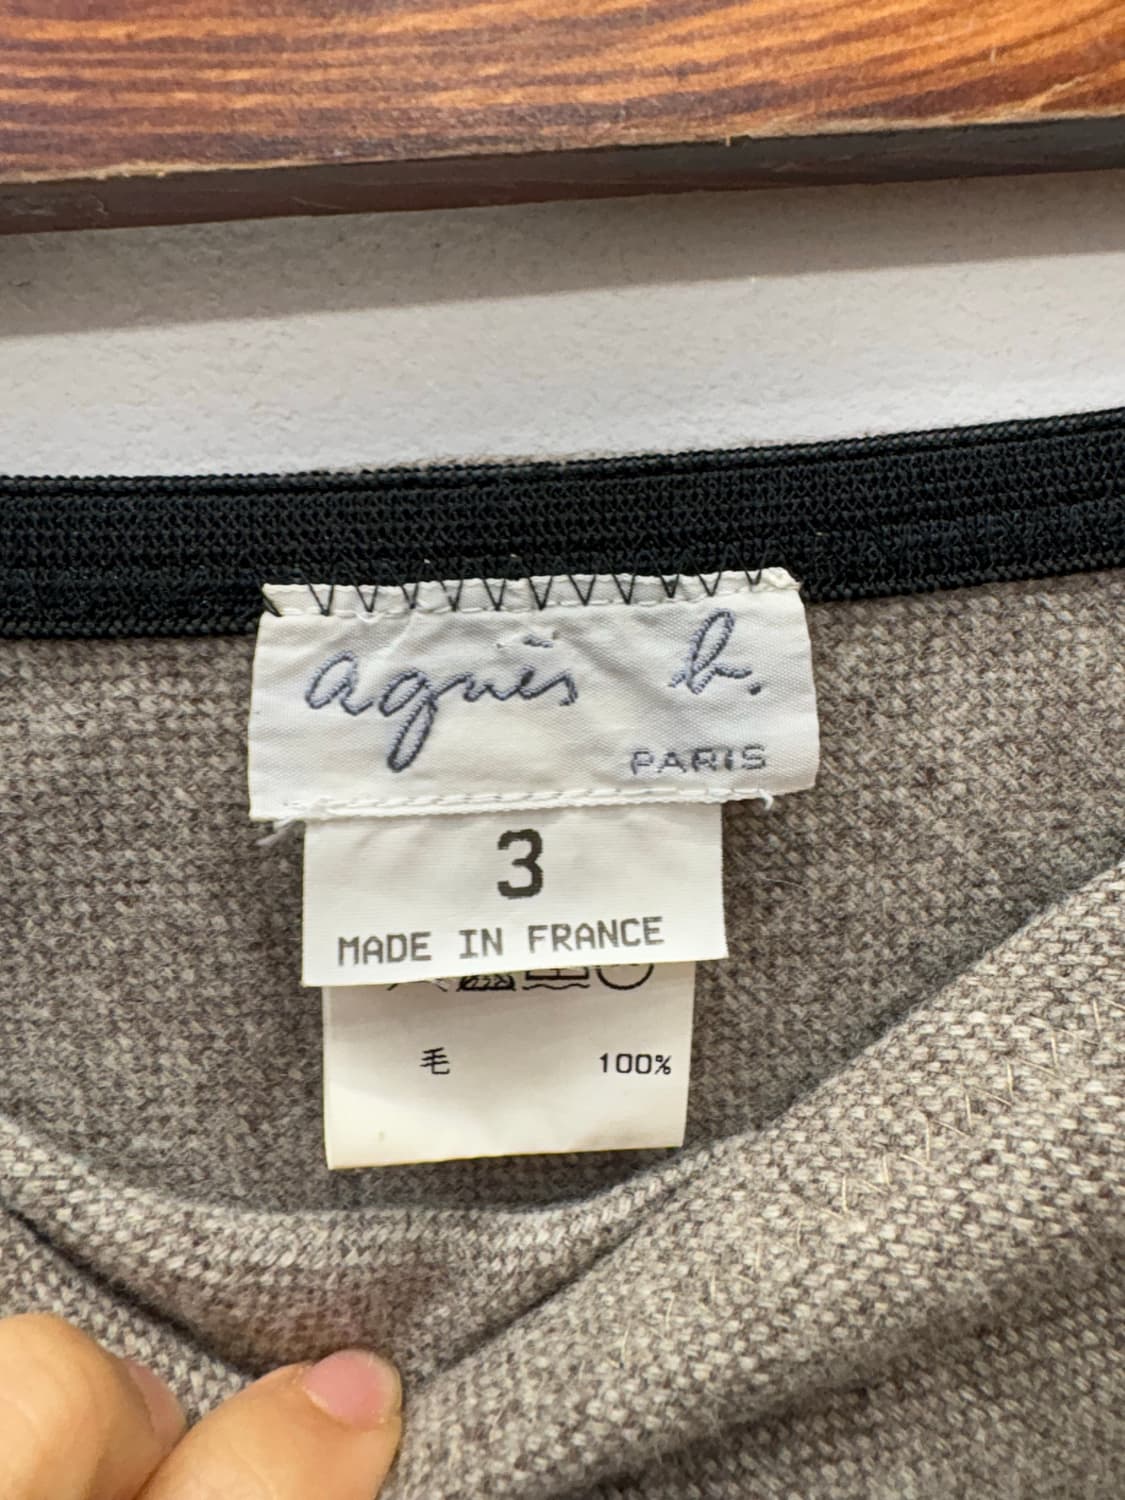 agnès b.
PARIS
3
MADE IN FRANCE
毛 100%